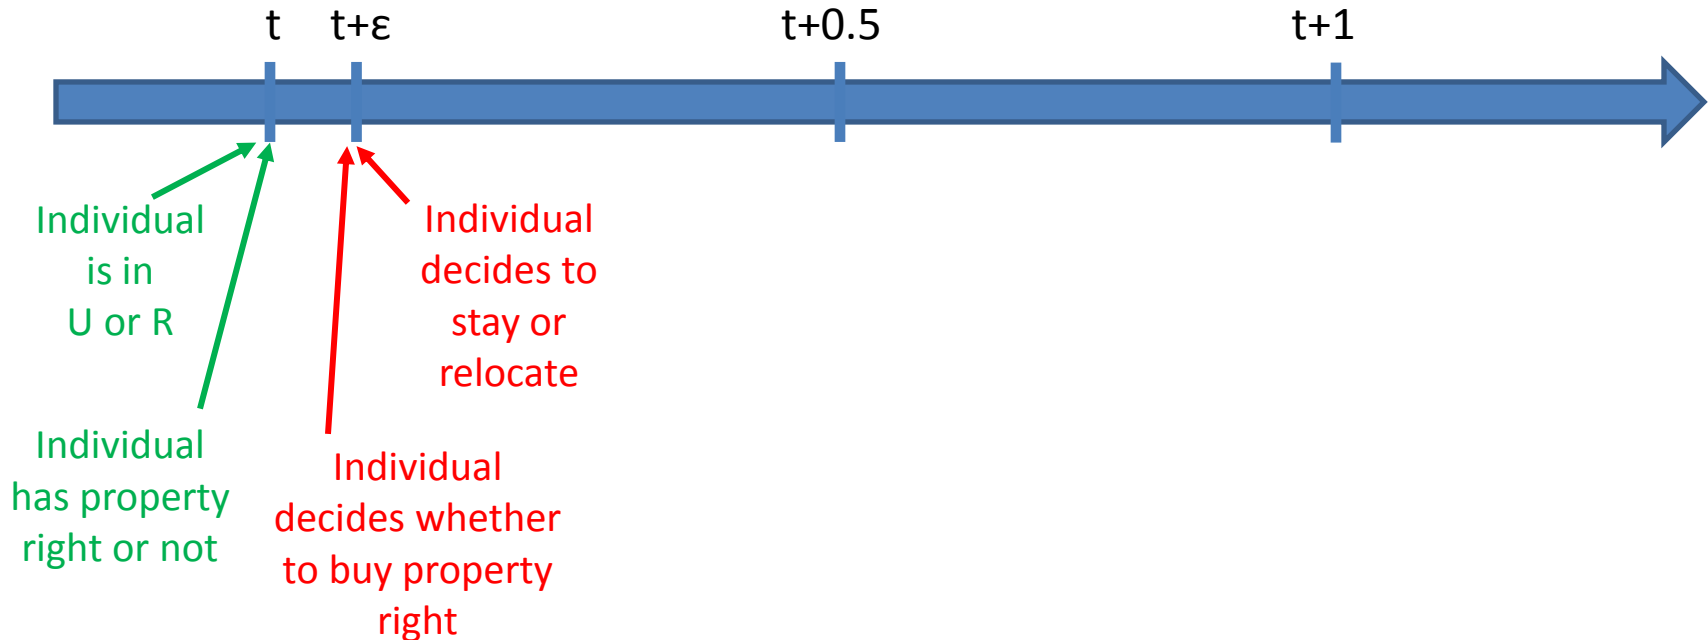 t
t+ε
t+0.5
t+1
Individual
is in
U or R
Individual
has property
right or not
Individual
decides to
stay or
relocate
Individual
decides whether
to buy property
right